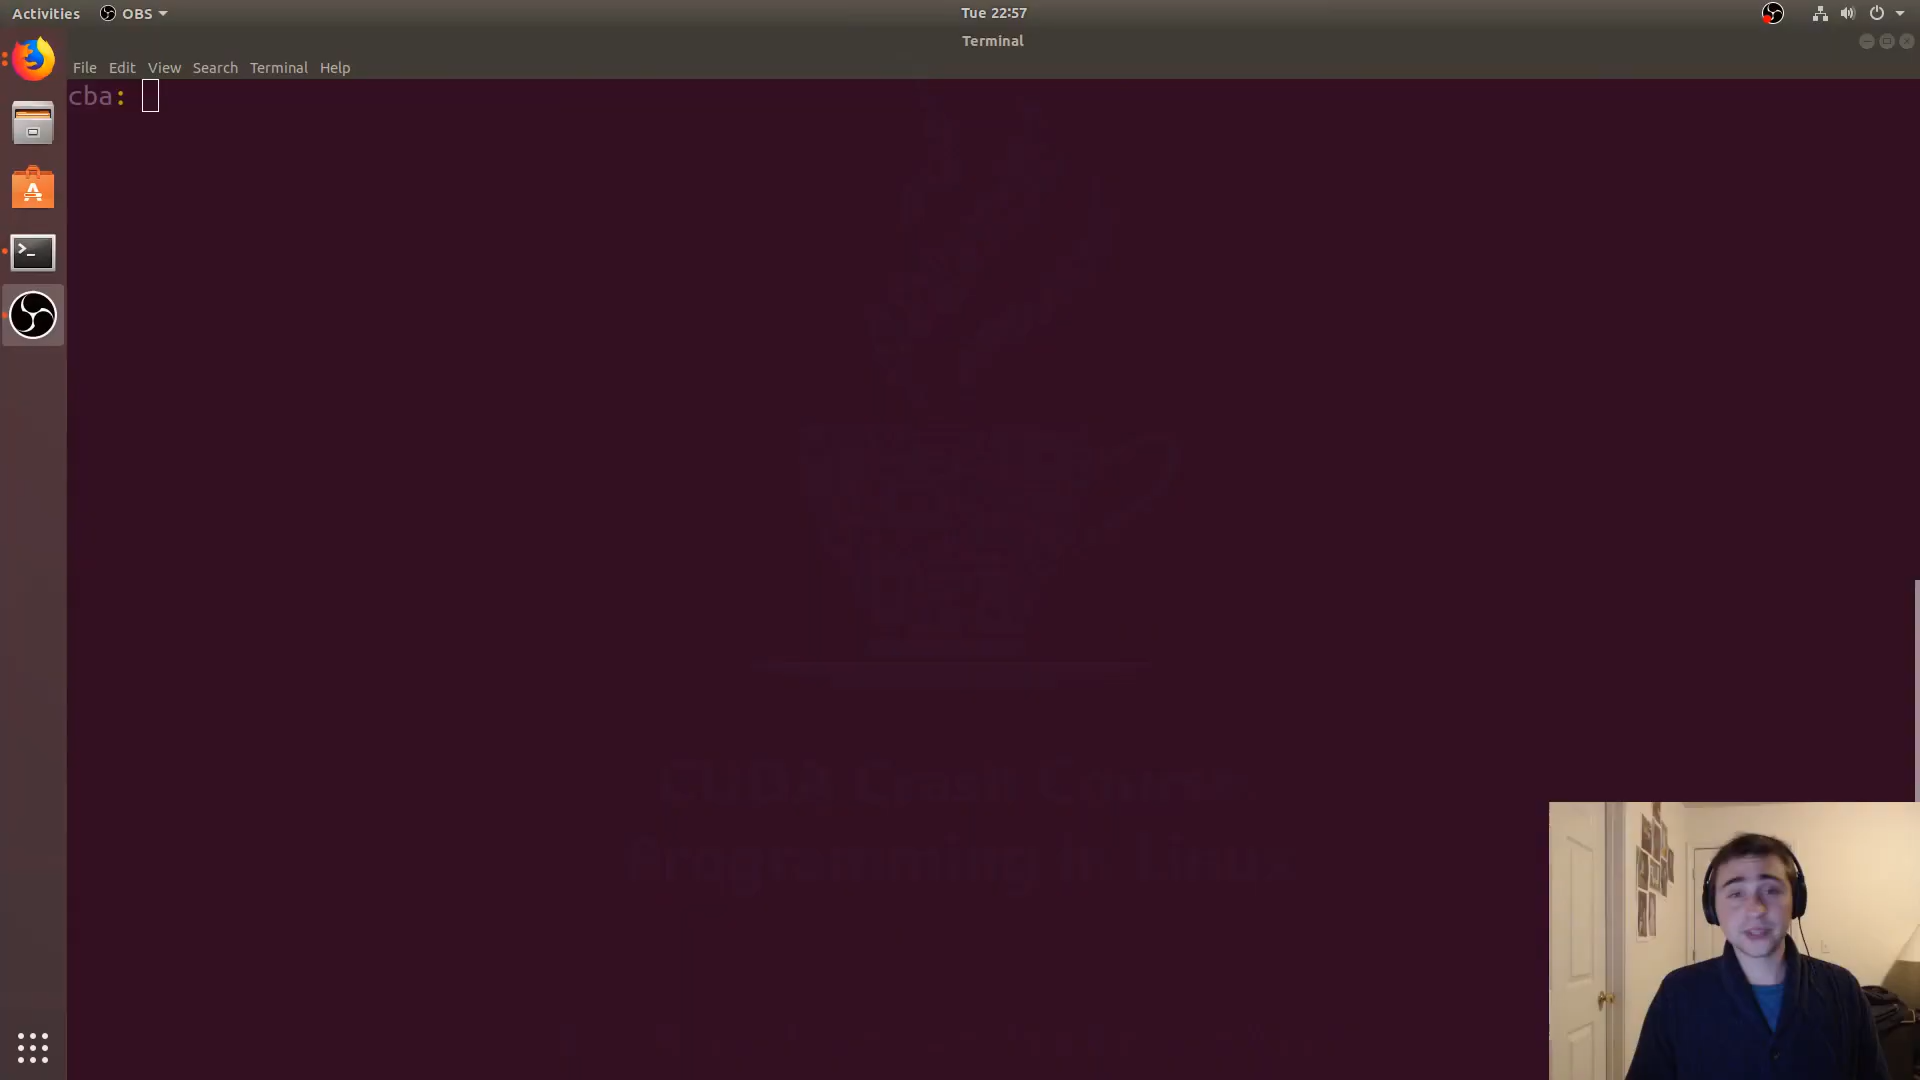 Activities OBS Tue 22:57
Terminal
File Edit View Search Terminal Help
cba:
CUDA Crash Course:
Programming in Linux